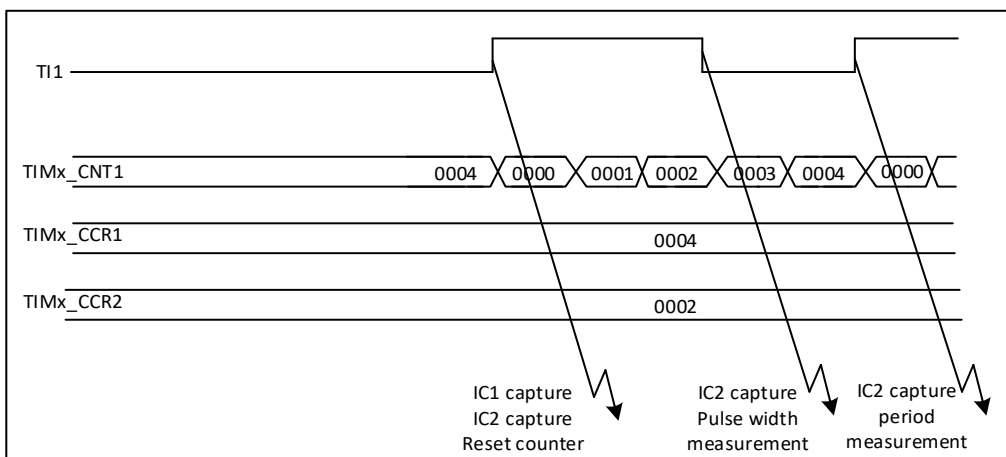 TI1
TIMx_CNT1 0004 0000 0001 0002 0003 0004 0000
TIMx_CCR1 0004
TIMx_CCR2 0002
IC1 capture
IC2 capture
Reset counter
IC2 capture
Pulse width
measurement
IC2 capture
period
measurement